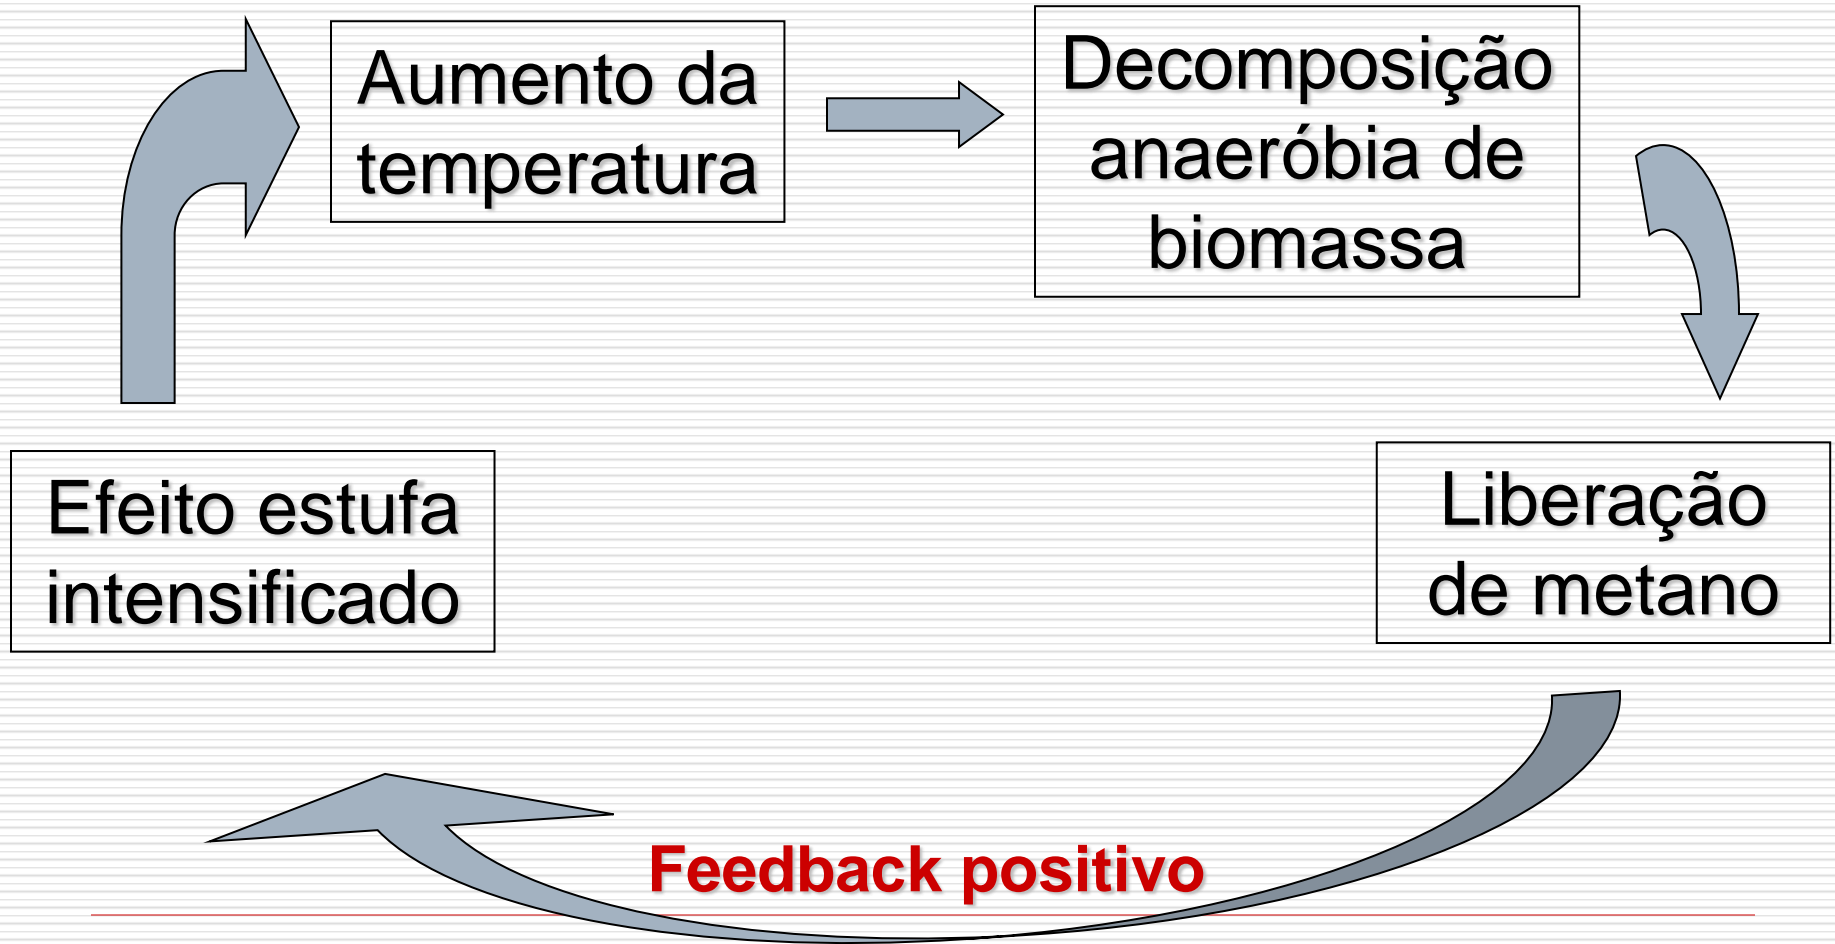 Aumento da
temperatura
Decomposição
anaeróbia de
biomassa
Liberação
de metano
Efeito estufa
intensificado
Feedback positivo